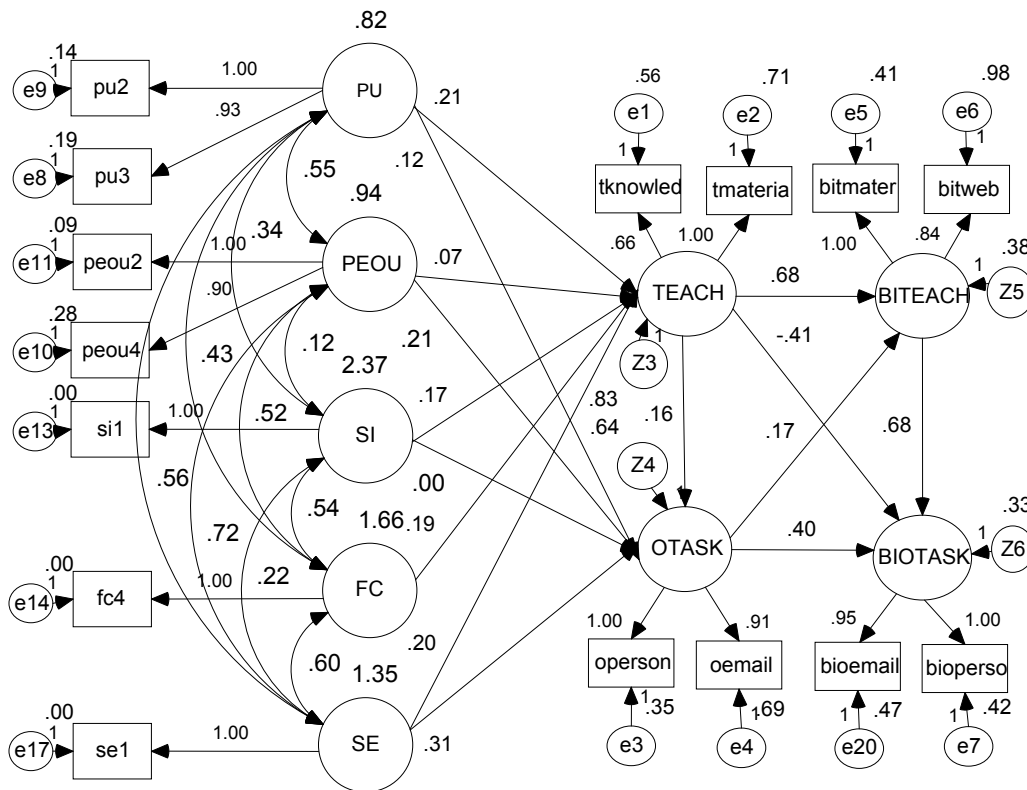 .82
.14
1
e9
pu2
1.00
PU
.21
.93
.19
1
e8
pu3
.12
.55
.94
.09
1
e11
peou2
1.00
.34
PEOU
.07
.90
.28
1
e10
peou4
.43
.12
.21
2.37
.00
1
e13
si1
1.00
.52
SI
.17
.56
.72
.54
.00
1.66
.19
.00
1
e14
fc4
1.00
.22
FC
.60
.20
1.35
.00
1
e17
se1
1.00
SE
.31
.56
.71
.41
.98
e1
e2
e5
e6
1
1
1
1
tknowled
tmateria
bitmater
bitweb
.66
1.00
1.00
.84
.38
TEACH
.68
BITEACH
1
Z5
1
Z3
-.41
.83
.64
.16
.17
.68
Z4
1
.33
OTASK
.40
BIOTASK
1
Z6
1.00
.91
.95
1.00
operson
oemail
bioemail
bioperso
1
.35
1
.69
1
.47
1
.42
e3
e4
e20
e7